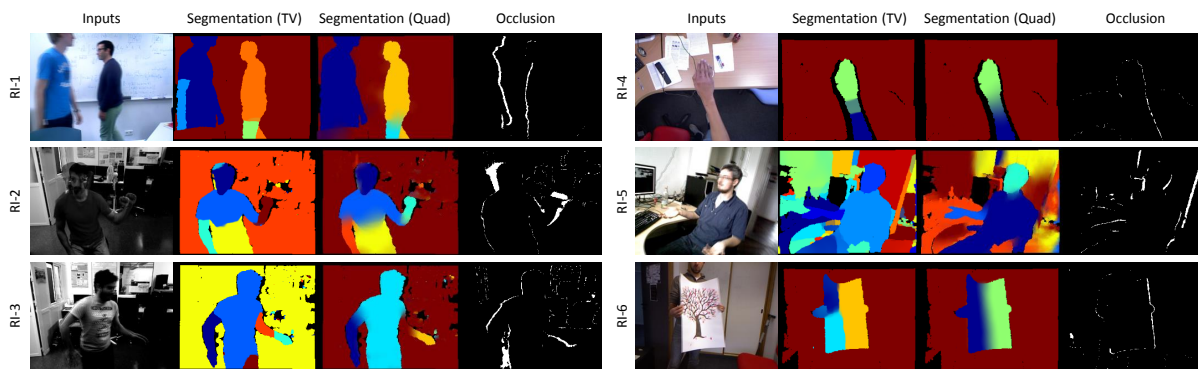 Inputs Segmentation (TV) Segmentation (Quad) Occlusion Inputs Segmentation (TV) Segmentation (Quad) Occlusion
RI-1 RI-4
RI-2 RI-5
RI-3 RI-6